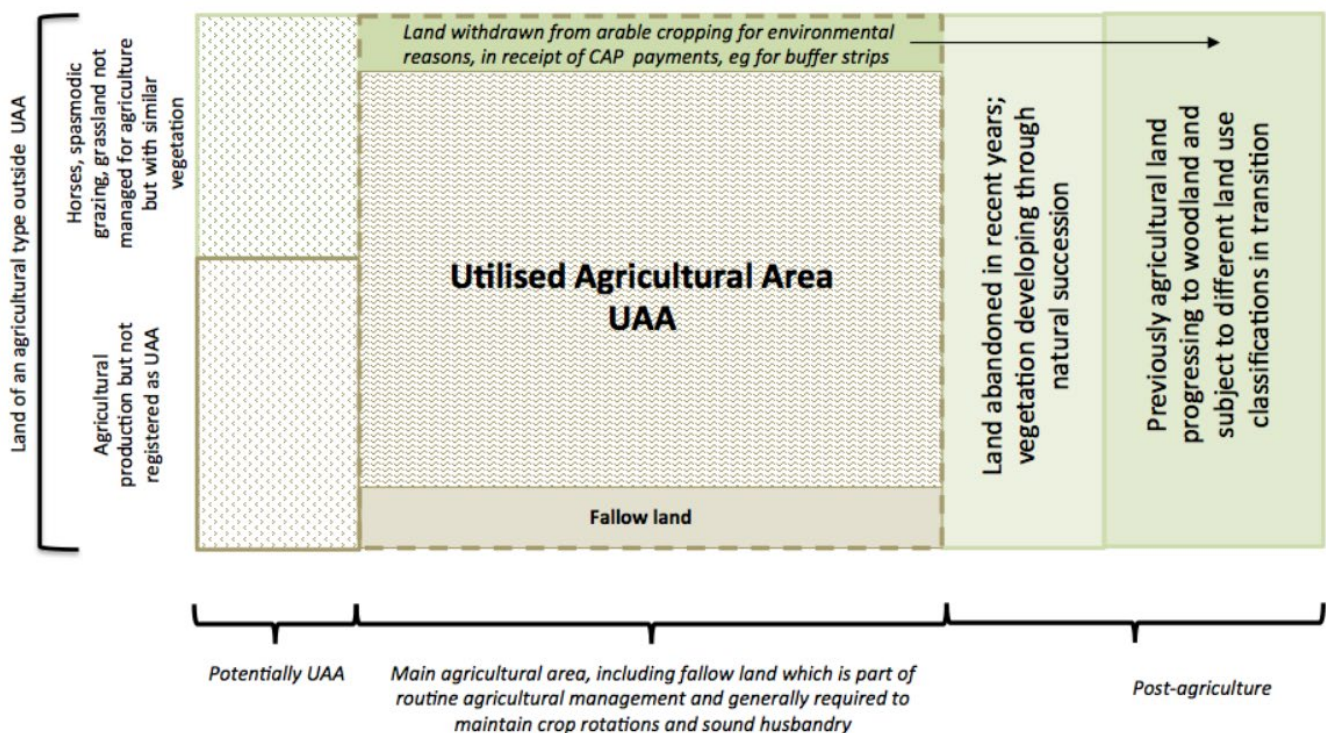 Land of an agricultural type outside UAA
Horses, spasmodic
grazing, grassland not
managed for agriculture
but with similar
vegetation
Agricultural
production but not
registered as UAA
Land withdrawn from arable cropping for environmental
reasons, in receipt of CAP payments, eg for buffer strips
Utilised Agricultural Area
UAA
Fallow land
Land abandoned in recent years;
vegetation developing through
natural succession
Previously agricultural land
progressing to woodland and
subject to different land use
classifications in transition
Potentially UAA
Main agricultural area, including fallow land which is part of
routine agricultural management and generally required to
maintain crop rotations and sound husbandry
Post-agriculture